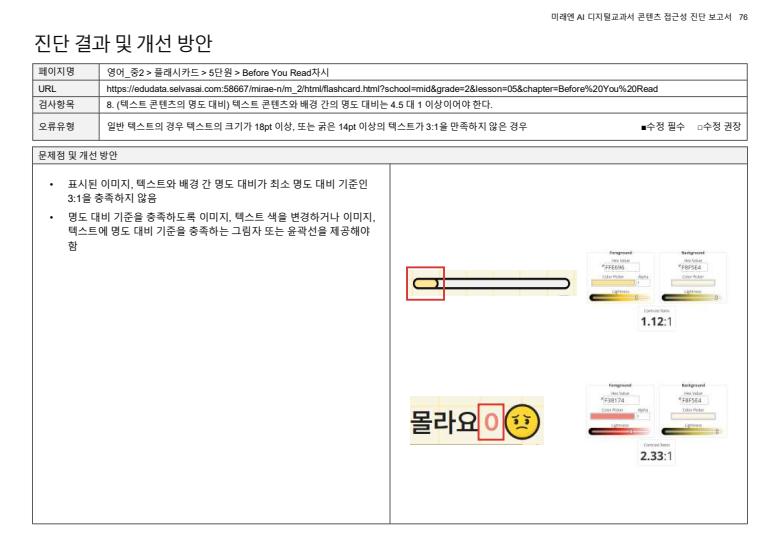 미래엔 AI 디지털교과서 콘텐츠 접근성 진단 보고서 76
진단 결과 및 개선 방안
페이지명 영어_중2 > 플래시카드 > 5단원 > Before You Read차시
URL https://edudata.selvasai.com:58667/mirae-n/m_2/html/flashcard.html?school=mid&grade=2&lesson=05&chapter=Before%20You%20Read
검사항목 8. (텍스트 콘텐츠의 명도 대비) 텍스트 콘텐츠와 배경 간의 명도 대비는 4.5 대 1 이상이어야 한다.
오류유형 일반 텍스트의 경우 텍스트의 크기가 18pt 이상, 또는 굵은 14pt 이상의 텍스트가 3:1을 만족하지 않은 경우 ■수정 필수 □수정 권장
문제점 및 개선 방안
• 표시된 이미지, 텍스트와 배경 간 명도 대비가 최소 명도 대비 기준인
3:1을 충족하지 않음
• 명도 대비 기준을 충족하도록 이미지, 텍스트 색을 변경하거나 이미지,
텍스트에 명도 대비 기준을 충족하는 그림자 또는 윤곽선을 제공해야
함
Foreground Background
Hex Value Hex Value
#FFE696 #F8F5E4
Color Picker Alpha Color Picker
1
Lightness Lightness
Contrast Ratio
1.12:1
몰라요 0
Foreground Background
Hex Value Hex Value
#F38174 #F8F5E4
Color Picker Alpha Color Picker
Lightness Lightness
Contrast Ratio
2.33:1